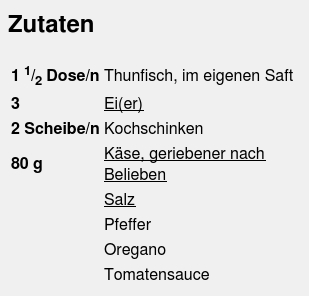 Zutaten
1 1/2 Dose/n Thunfisch, im eigenen Saft
3 Ei(er)
2 Scheibe/n Kochschinken
80 g Käse, geriebener nach
Belieben
Salz
Pfeffer
Oregano
Tomatensauce